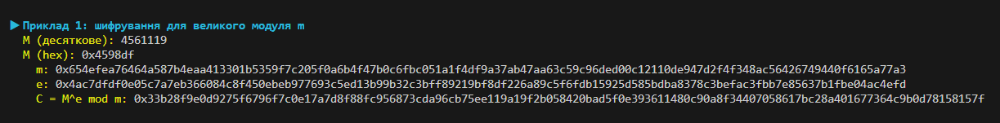 ▶ Приклад 1: шифрування для великого модуля m
M (десяткове): 4561119
M (hex): 0x4598df
m: 0x654efea76464a587b4eaa413301b5359f7c205f0a6b4f47b0c6fbc051a1f4df9a37ab47aa63c59c96ded00c12110de947d2f4f348ac56426749440f6165a77a3
e: 0x4ac7dfdf0e05c7a7eb366084c8f450ebeb977693c5ed13b99b32c3bff89219bf8df226a89c5f6fdb15925d585bdba8378c3befac3fbb7e85637b1fbe04ac4efd
C = M^e mod m: 0x33b28f9e0d9275f6796f7c0e17a7d8f88fc956873cda96cb75ee119a19f2b058420bad5f0e393611480c90a8f34407058617bc28a401677364c9b0d78158157f